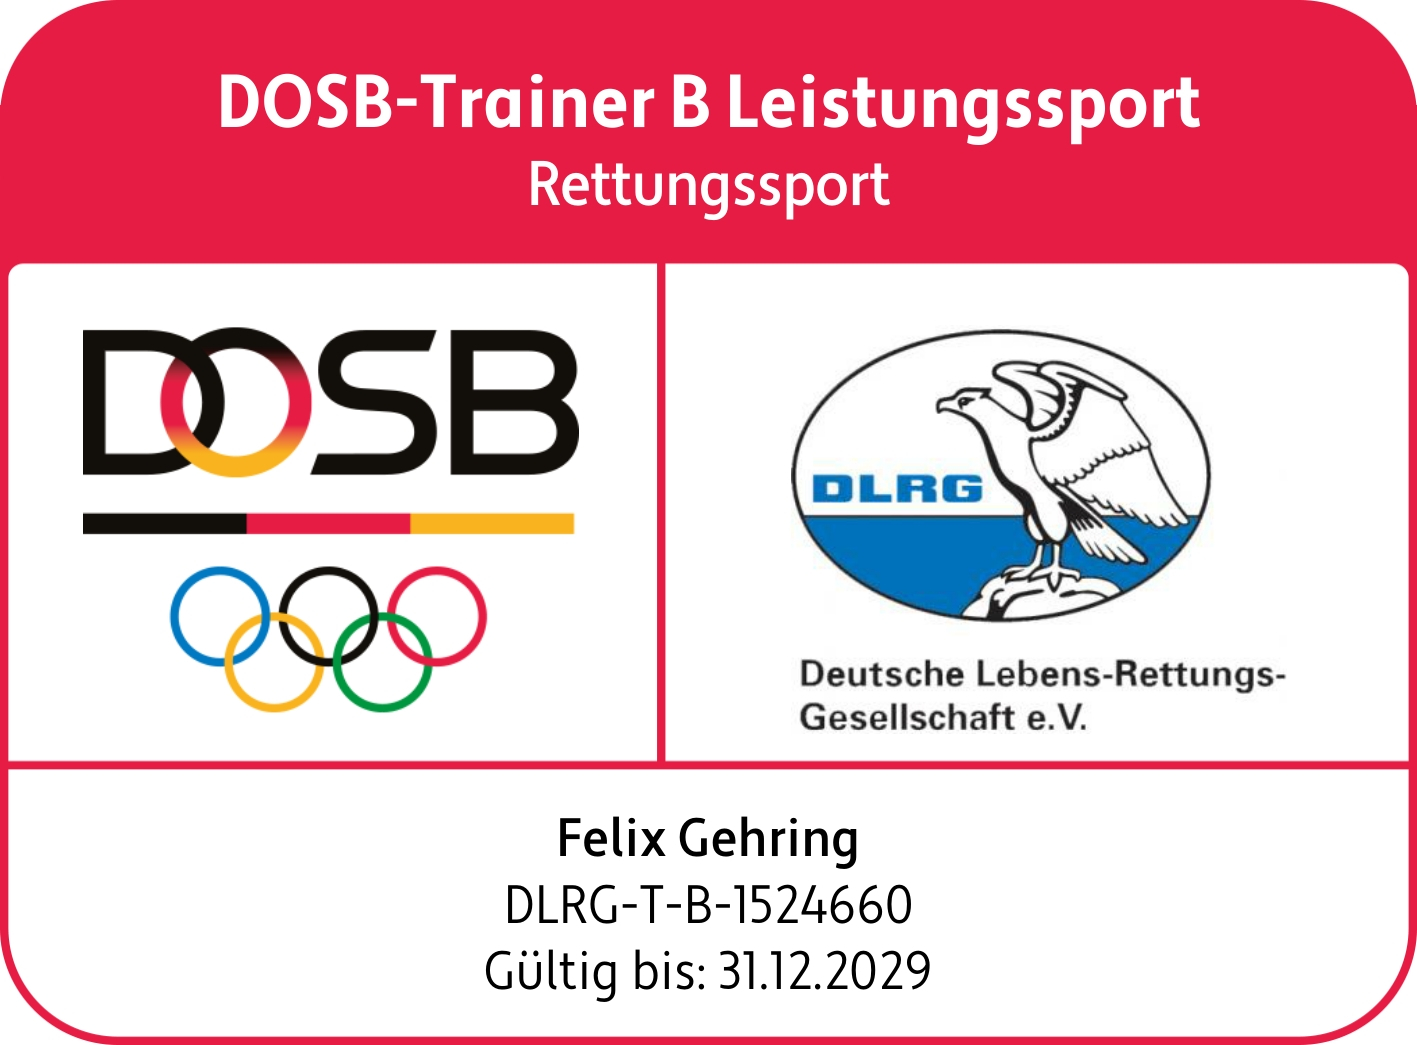 DOSB-Trainer B Leistungssport
Rettungssport
DOSB
DLRG
Deutsche Lebens-Rettungs-
Gesellschaft e.V.
Felix Gehring
DLRG-T-B-1524660
Gültig bis: 31.12.2029